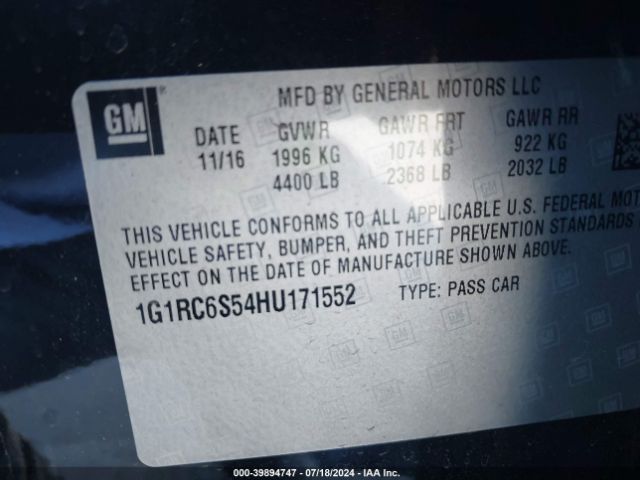 GM
MFD BY GENERAL MOTORS LLC
DATE GVWR GAWR FRT GAWR RR
11/16 1996 KG 1074 KG 922 KG
4400 LB 2368 LB 2032 LB
THIS VEHICLE CONFORMS TO ALL APPLICABLE U.S. FEDERAL
VEHICLE SAFETY, BUMPER, AND THEFT PREVENTION STANDARDS
EFFECT ON THE DATE OF MANUFACTURE SHOWN ABOVE.
1G1RC6S54HU171552 TYPE: PASS CAR
© - 39894747 - 07/18/2024 - IAA Inc.